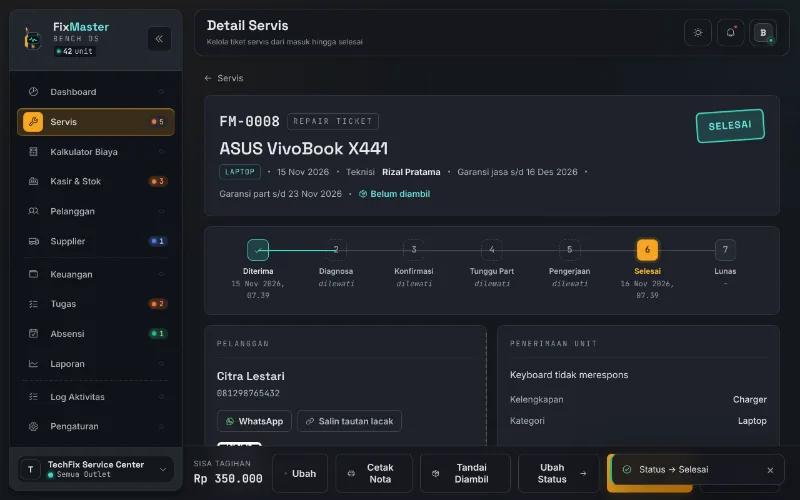 FixMaster
BENCH OS
42 unit
Dashboard
Servis 5
Kalkulator Biaya
Kasir & Stok 3
Pelanggan
Supplier 1
Keuangan
Tugas 2
Absensi 1
Laporan
Log Aktivitas
Pengaturan
T
TechFix Service Center
Semua Outlet
Detail Servis
Kelola tiket servis dari masuk hingga selesai
B
← Servis
FM-0008 REPAIR TICKET
SELESAI
ASUS VivoBook X441
LAPTOP • 15 Nov 2026 • Teknisi Rizal Pratama • Garansi jasa s/d 16 Des 2026 •
Garansi part s/d 23 Nov 2026 • Belum diambil
2 3 4 5 6 7
Diterima Diagnosa Konfirmasi Tunggu Part Pengerjaan Selesai Lunas
15 Nov 2026, dilewati dilewati dilewati dilewati 16 Nov 2026, –
07.39 07.39
PELANGGAN
Citra Lestari
081298765432
WhatsApp
Salin tautan lacak
PENERIMAAN UNIT
Keyboard tidak merespons
Kelengkapan Charger
Kategori Laptop
SISA TAGIHAN
Rp 350.000
Ubah
Cetak
Nota
Tandai
Diambil
Ubah
Status →
Status → Selesai